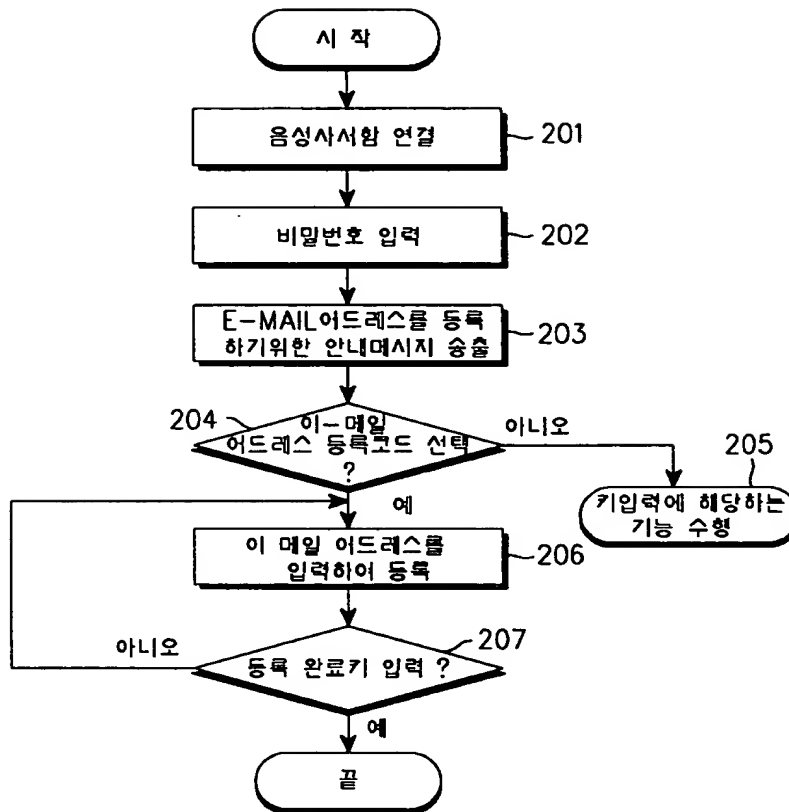 시 작
음성사서함 연결
201
비밀번호 입력
202
E-MAIL어드레스를 등록
하기위한 안내메시지 송출
203
204
이-메일
어드레스 등록코드 선택
?
아니오
205
키입력에 해당하는
기능 수행
예
이 메일 어드레스를
입력하여 등록
206
207
아니오
등록 완료키 입력 ?
예
끝